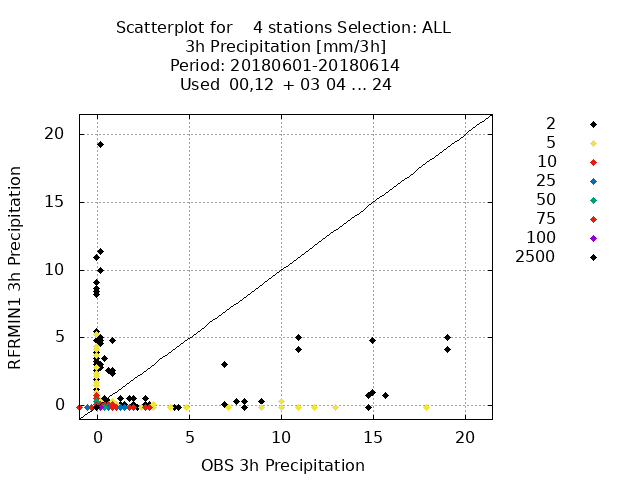 Scatterplot for    4 stations Selection: ALL
3h Precipitation [mm/3h]
Period: 20180601-20180614
Used  00,12  + 03 04 ... 24
RFRMIN1 3h Precipitation
20
15
10
5
0
0 5 10 15 20
OBS 3h Precipitation
2
5
10
25
50
75
100
2500